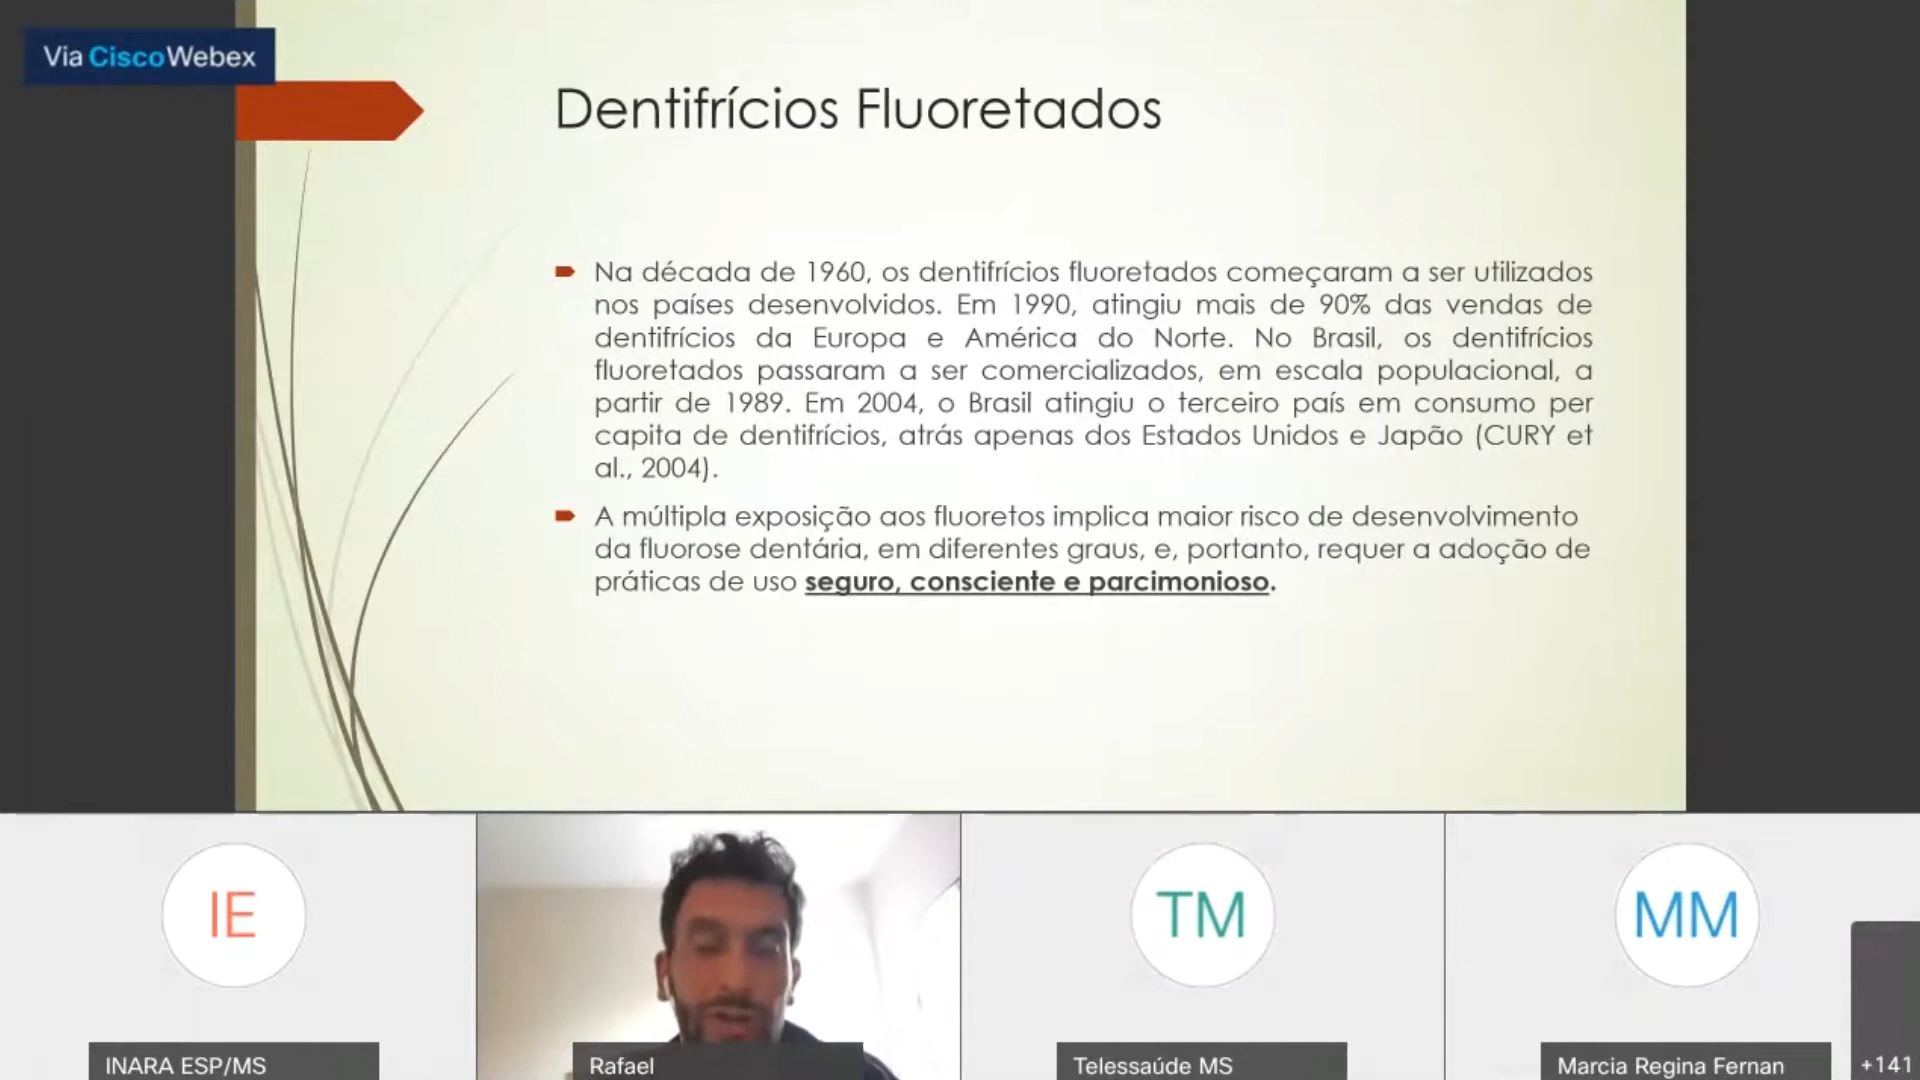 Via CiscoWebex
Dentifrícios Fluoretados
Na década de 1960, os dentifrícios fluoretados começaram a ser utilizados
nos países desenvolvidos. Em 1990, atingiu mais de 90% das vendas de
dentifrícios da Europa e América do Norte. No Brasil, os dentifrícios
fluoretados passaram a ser comercializados, em escala populacional, a
partir de 1989. Em 2004, o Brasil atingiu o terceiro país em consumo per
capita de dentifrícios, atrás apenas dos Estados Unidos e Japão (CURY et
al., 2004).
A múltipla exposição aos fluoretos implica maior risco de desenvolvimento
da fluorose dentária, em diferentes graus, e, portanto, requer a adoção de
práticas de uso seguro, consciente e parcimonioso.
IE
TM
MM
INARA ESP/MS
Rafael
Telessaúde MS
Marcia Regina Fernan
+141